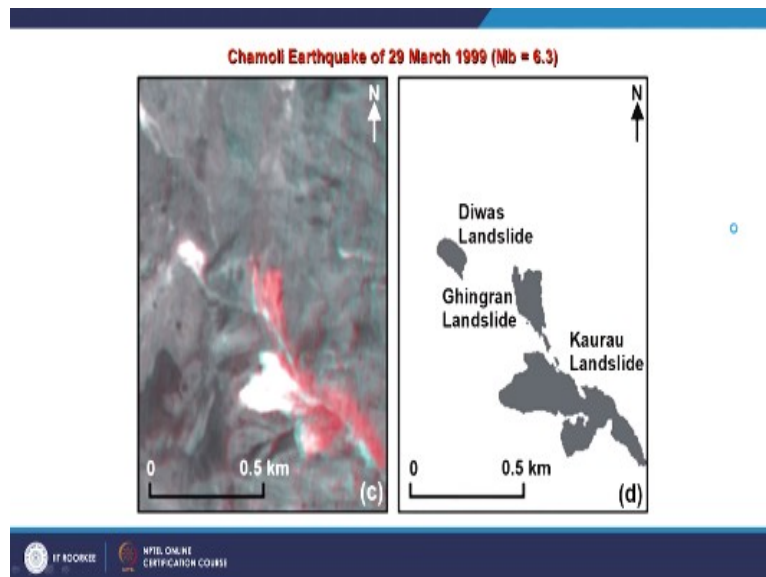 Chamoli Earthquake of 29 March 1999 (Mb = 6.3)
N
0
0.5 km
(c)
N
Diwas
Landslide
Ghingran
Landslide
Kaurau
Landslide
0
0.5 km
(d)
IIT ROORKEE
NPTEL ONLINE
CERTIFICATION COURSE